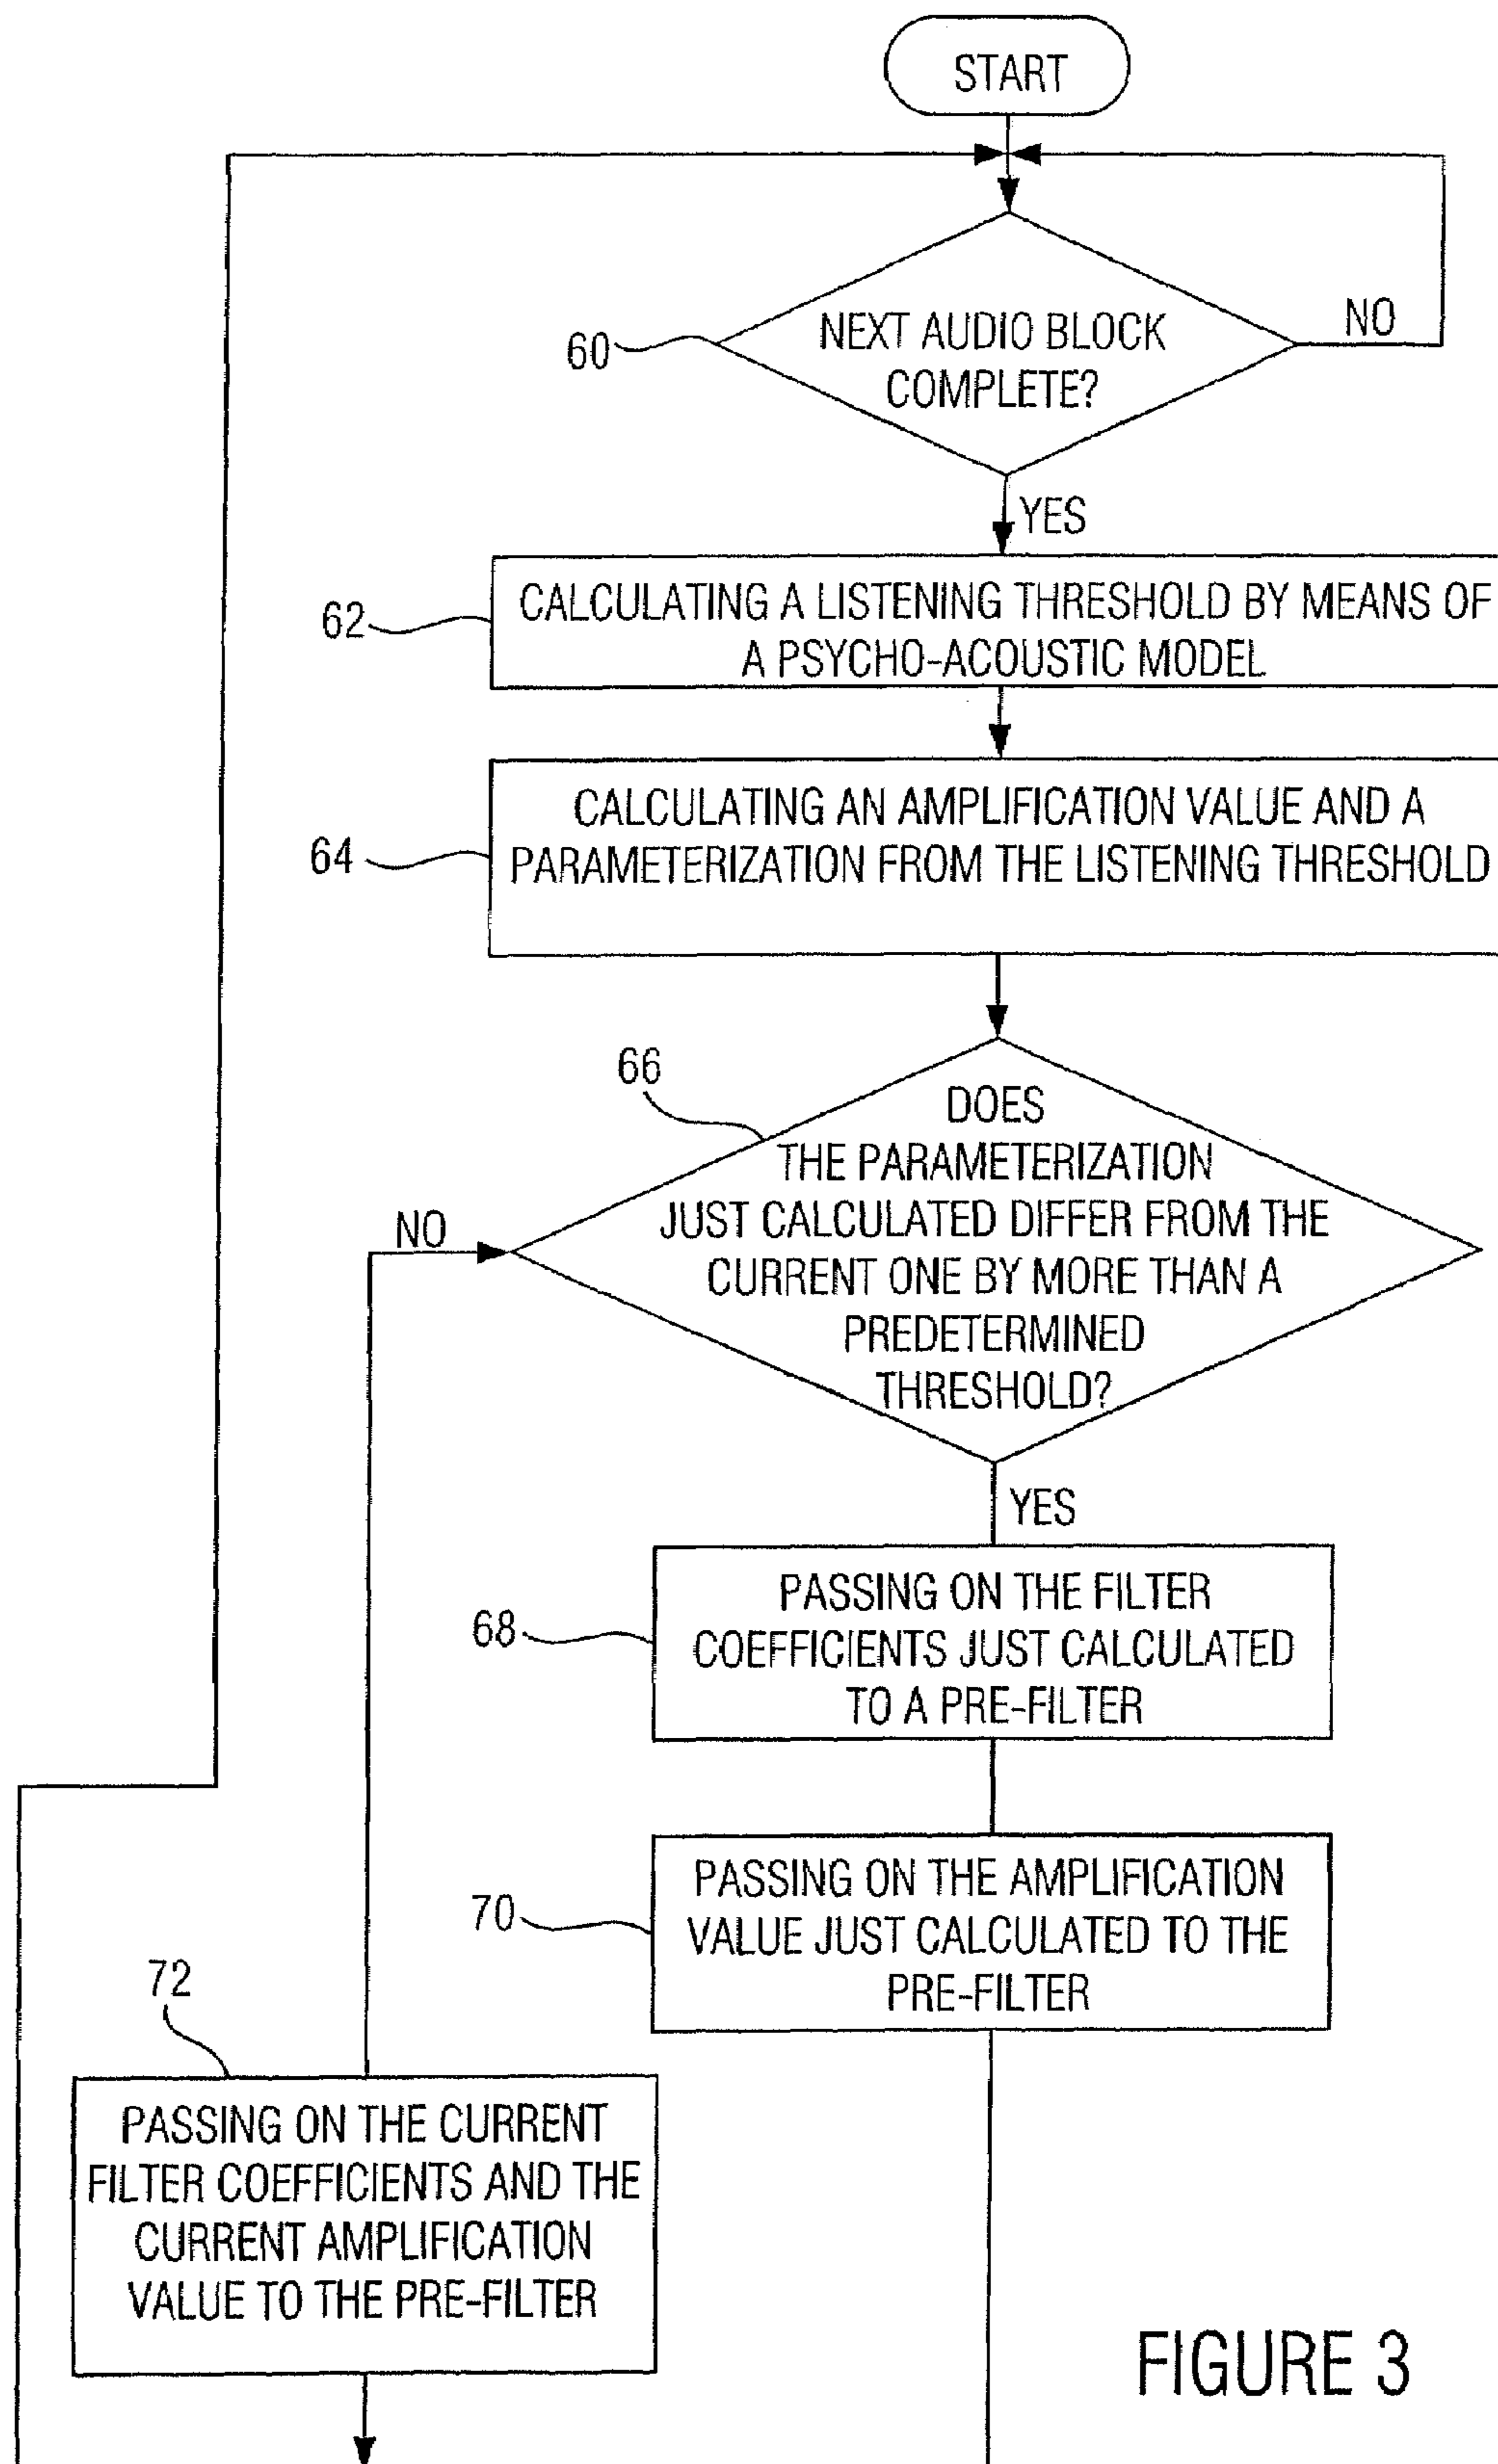 START
NEXT AUDIO BLOCK
COMPLETE?
60
NO
YES
62
CALCULATING A LISTENING THRESHOLD BY MEANS OF
A PSYCHO-ACOUSTIC MODEL
64
CALCULATING AN AMPLIFICATION VALUE AND A
PARAMETERIZATION FROM THE LISTENING THRESHOLD
66
DOES
THE PARAMETERIZATION
JUST CALCULATED DIFFER FROM THE
CURRENT ONE BY MORE THAN A
PREDETERMINED
THRESHOLD?
NO
YES
68
PASSING ON THE FILTER
COEFFICIENTS JUST CALCULATED
TO A PRE-FILTER
70
PASSING ON THE AMPLIFICATION
VALUE JUST CALCULATED TO THE
PRE-FILTER
72
PASSING ON THE CURRENT
FILTER COEFFICIENTS AND THE
CURRENT AMPLIFICATION
VALUE TO THE PRE-FILTER
FIGURE 3